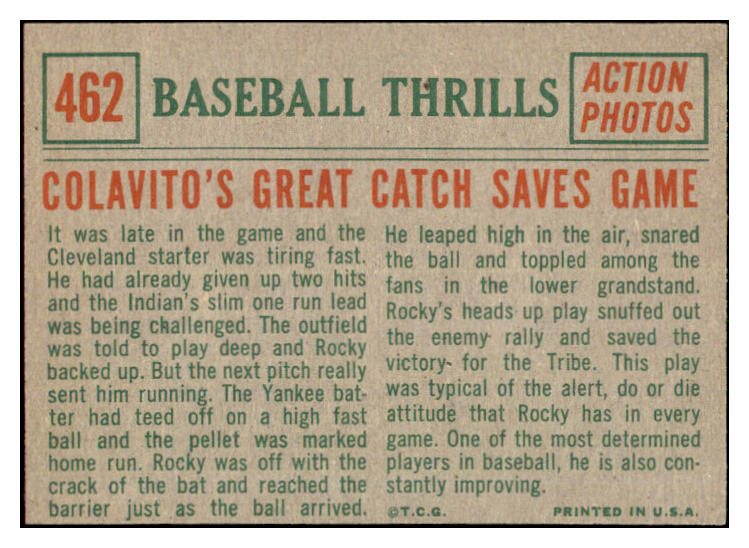 462
BASEBALL THRILLS
ACTION
PHOTOS
COLAVITO'S GREAT CATCH SAVES GAME
It was late in the game and the
Cleveland starter was tiring fast.
He had already given up two hits
and the Indian's slim one run lead
was being challenged. The outfield
was told to play deep and Rocky
backed up. But the next pitch really
sent him running. The Yankee bat-
ter had teed off on a high fast
ball and the pellet was marked
home run. Rocky was off with the
crack of the bat and reached the
barrier just as the ball arrived.
He leaped high in the air, snared
the ball and toppled among the
fans in the lower grandstand.
Rocky's heads up play snuffed out
the enemy rally and saved the
victory for the Tribe. This play
was typical of the alert, do or die
attitude that Rocky has in every
game. One of the most determined
players in baseball, he is also con-
stantly improving.
©T.C.G.
PRINTED IN U.S.A.